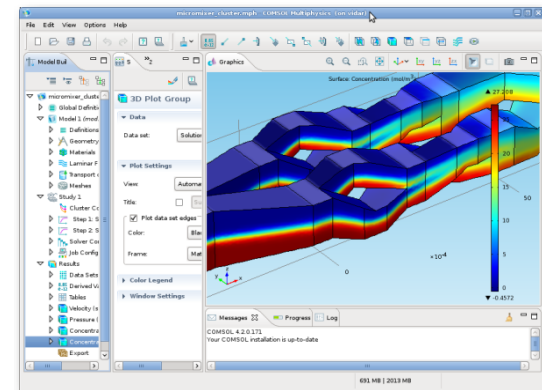 micromixer_cluster.mph - COMSOL Multiphysics (on vidar)
File Edit View Options Help
Model Buil
micromixer_cluste
Global Definiti
Model 1 (mod
Definitions
Geometry
Materials
Laminar F
Transport o
Meshes
Study 1
Cluster Co
Step 1: S
Step 2: S
Solver Co
Job Config
Results
Data Sets
Derived Va
Tables
Velocity (s
Pressure (
Concentra
Concentra
Export
S
3D Plot Group
Data
Data set:
Solution
Plot Settings
View:
Automa
Title:
Plot data set edges
Color:
Blac
Frame:
Mat
Color Legend
Window Settings
Graphics
Surface: Concentration (mol/m³)
▲ 27.208
25
20
15
10
5
0
▼ -0.4572
50
×10⁻⁴
0
y z x
Messages Progress Log
COMSOL 4.2.0.171
Your COMSOL installation is up-to-date
691 MB | 2013 MB